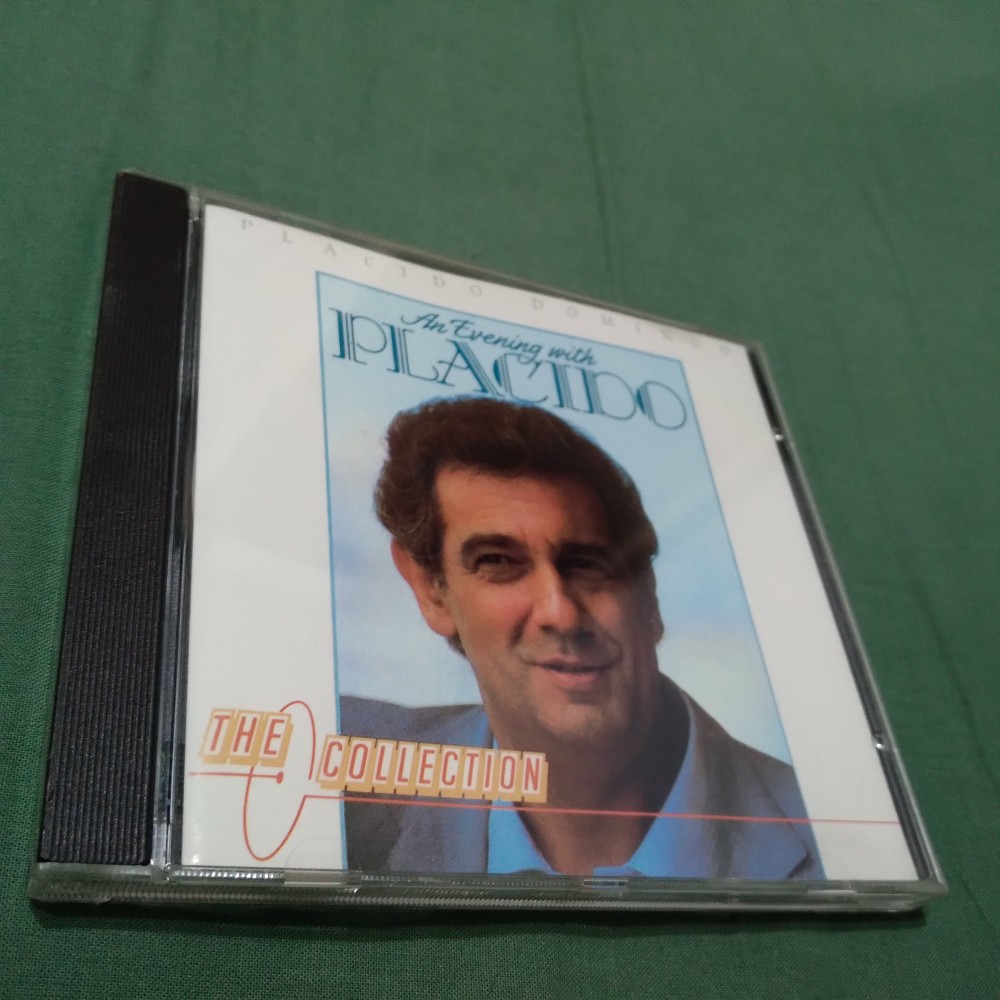 PLACIDO DOMINGO
An Evening with
PLACIDO
THE COLLECTION